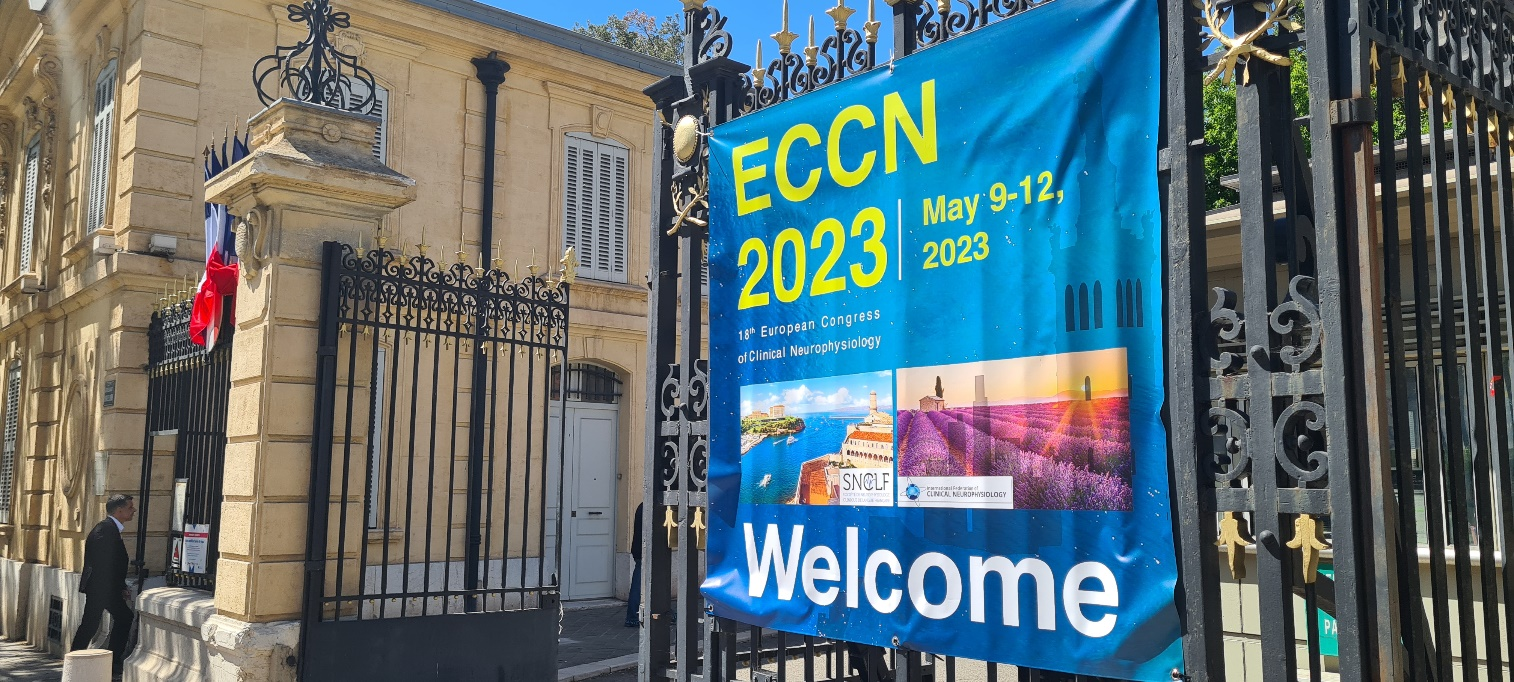 ECCN
2023
May 9-12,
2023
18th European Congress
of Clinical Neurophysiology
SNCLF
International Federation of
CLINICAL NEUROPHYSIOLOGY
Welcome
PA